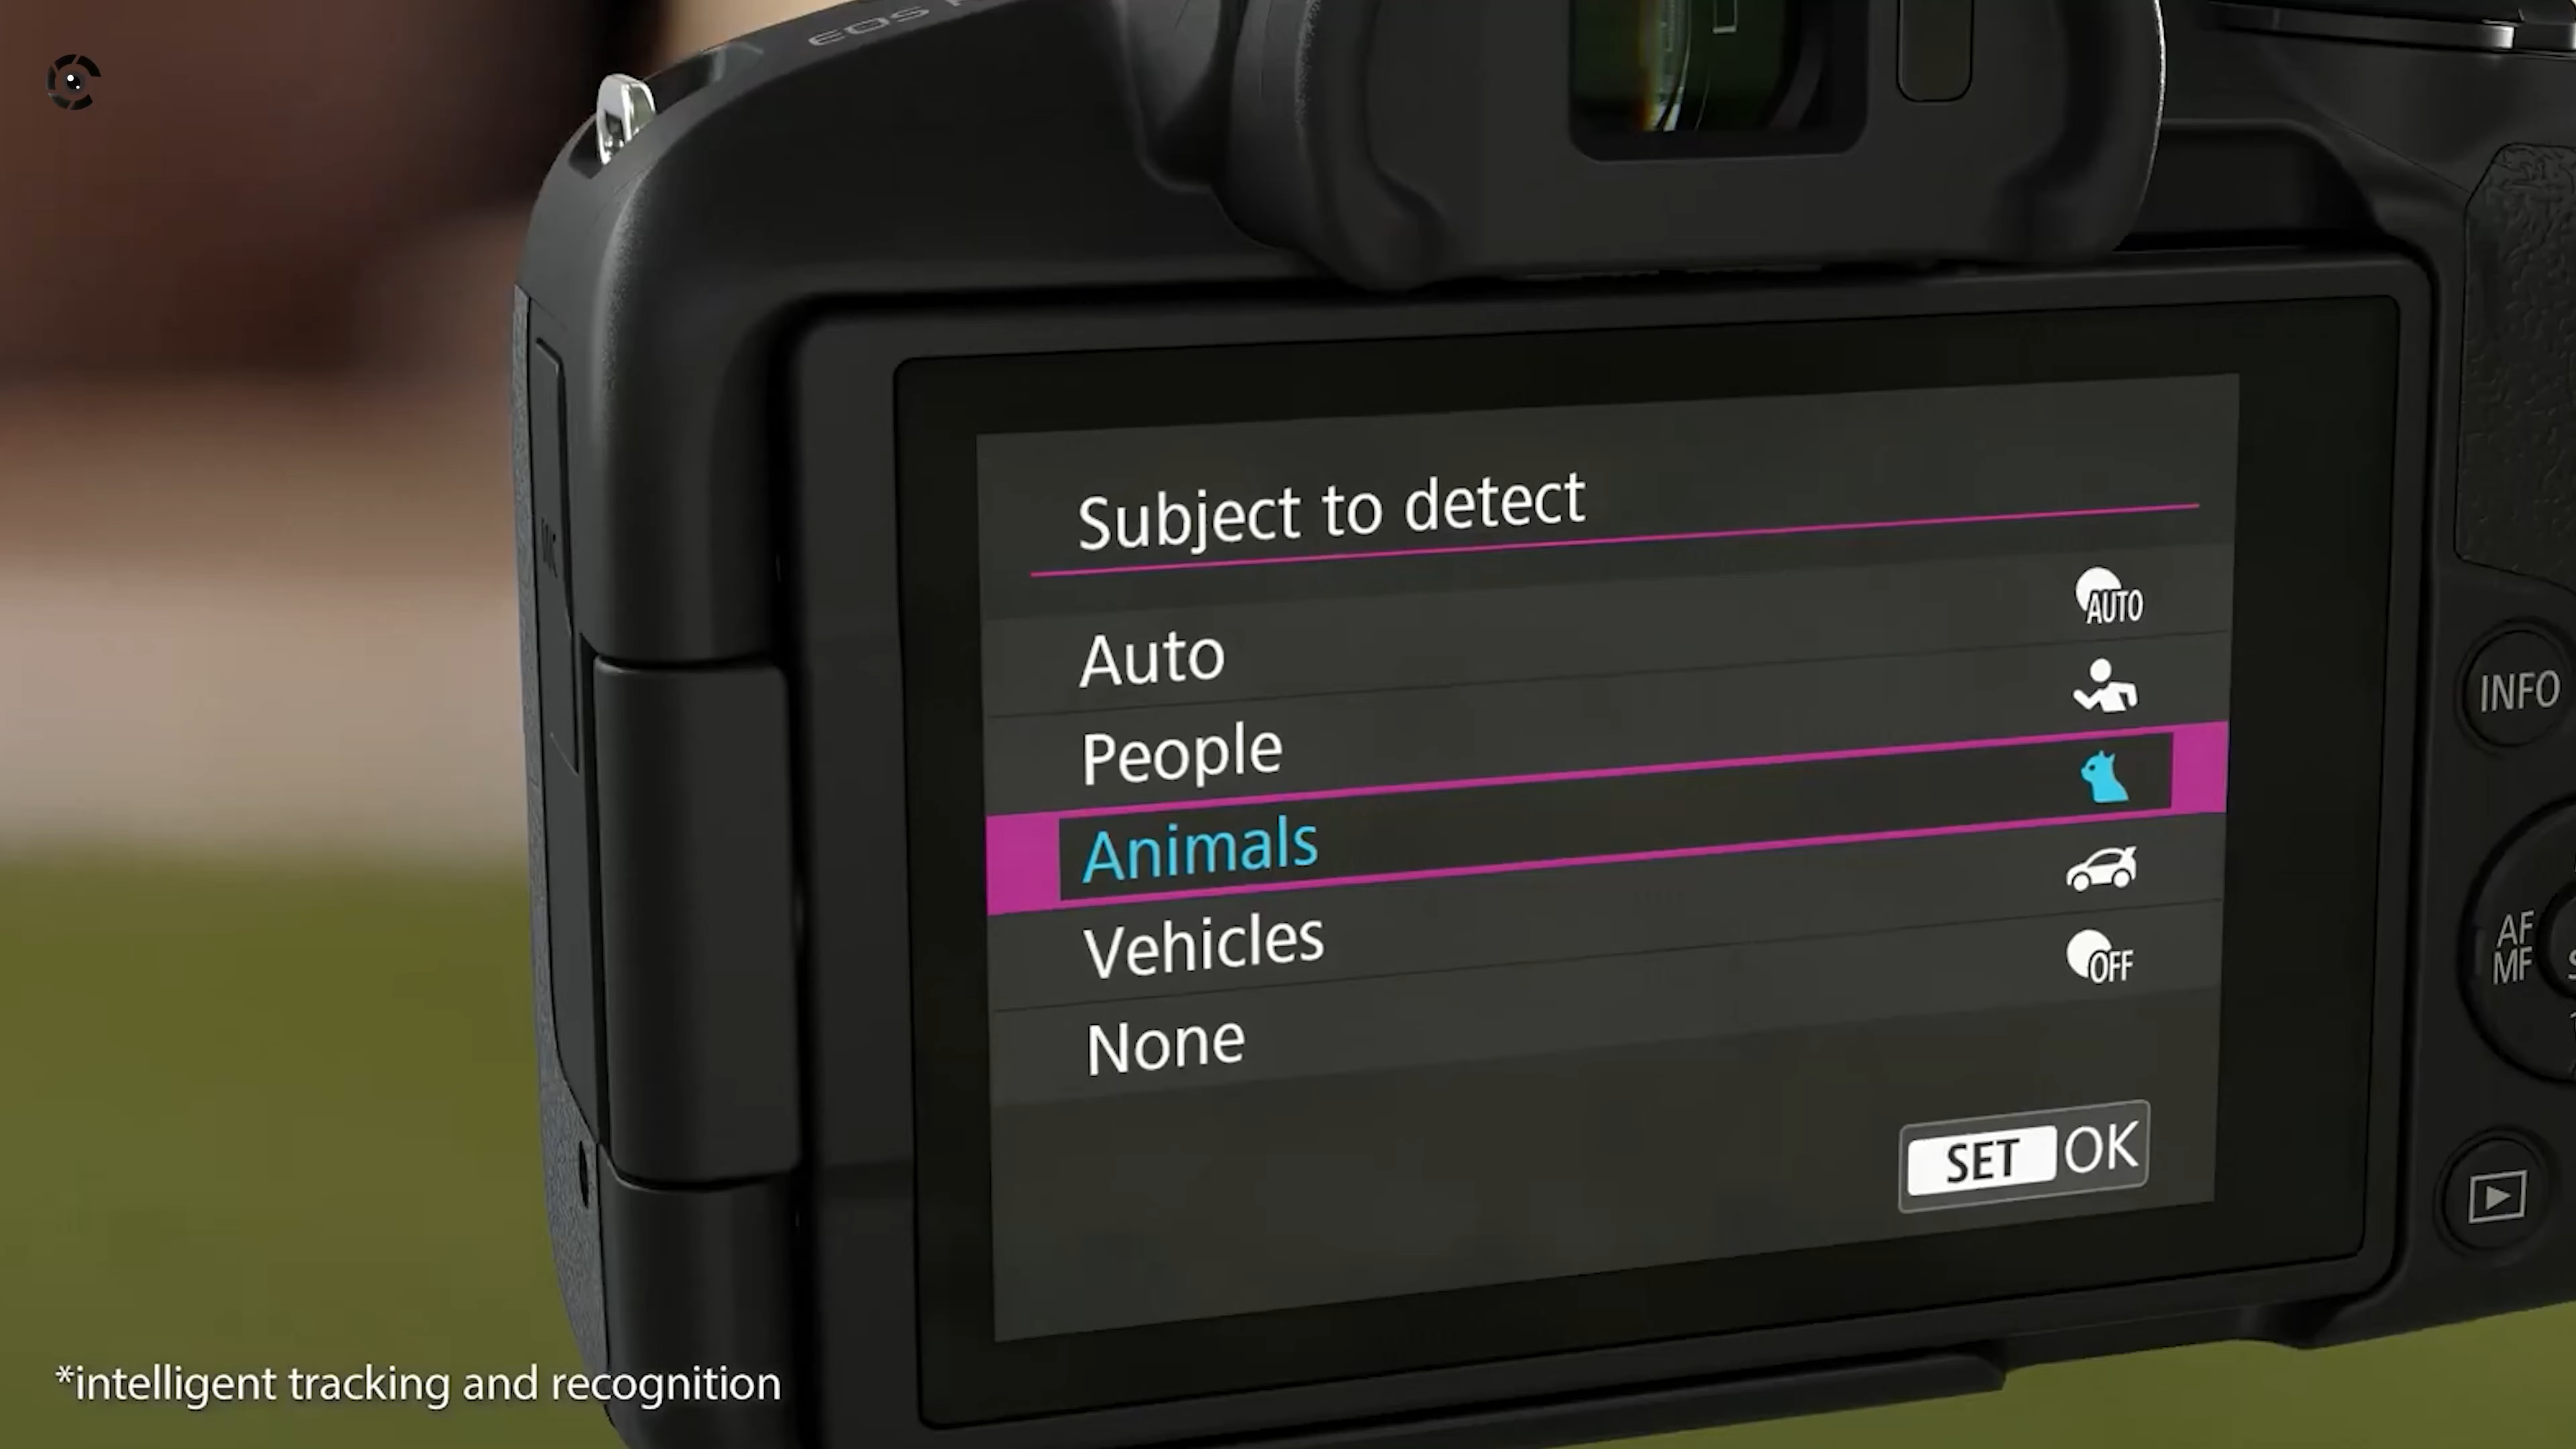 EOS
Subject to detect
Auto
AUTO
People
Animals
Vehicles
None
OFF
SET OK
INFO
AF
MF
*intelligent tracking and recognition